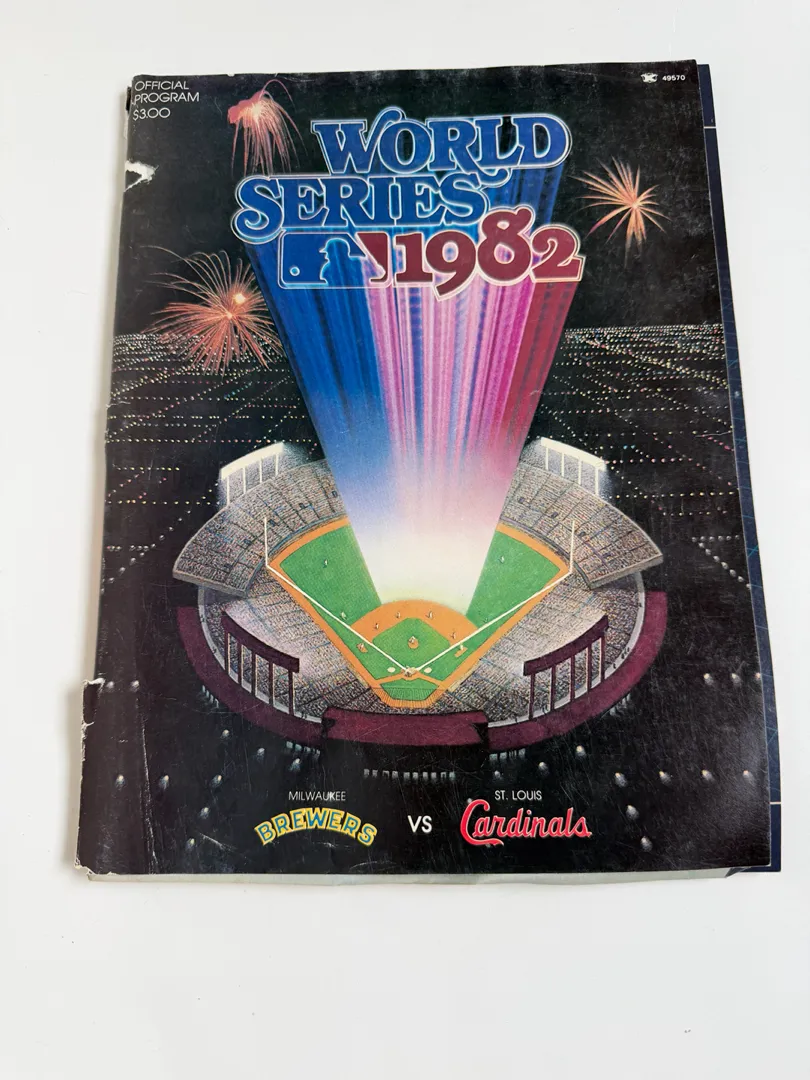 OFFICIAL
PROGRAM
$3.00
49570
WORLD
SERIES
1982
MILWAUKEE
BREWERS
VS
ST. LOUIS
Cardinals